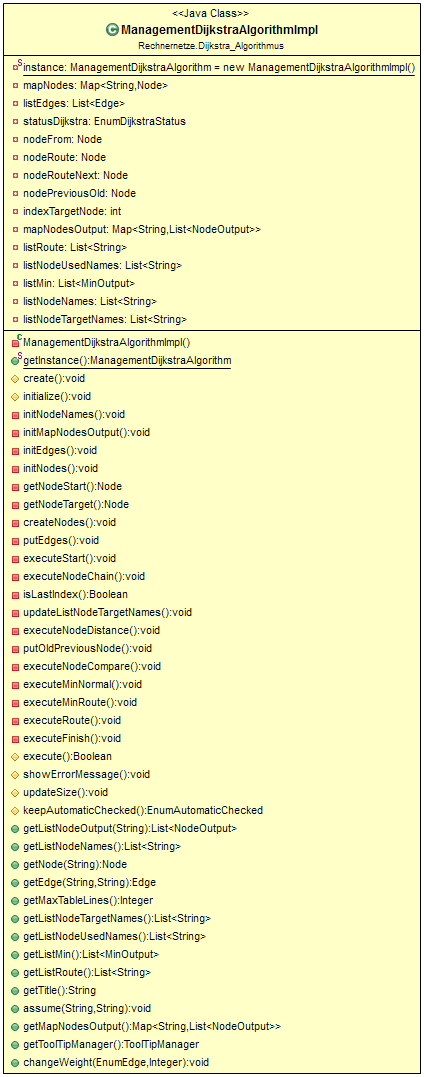 <<Java Class>>
ManagementDijkstraAlgorithmImpl
Rechnernetze.Dijkstra_Algorithmus
instance: ManagementDijkstraAlgorithm = new ManagementDijkstraAlgorithmImpl()
mapNodes: Map<String,Node>
listEdges: List<Edge>
statusDijkstra: EnumDijkstraStatus
nodeFrom: Node
nodeRoute: Node
nodeRouteNext: Node
nodePreviousOld: Node
indexTargetNode: int
mapNodesOutput: Map<String,List<NodeOutput>>
listRoute: List<String>
listNodeUsedNames: List<String>
listMin: List<MinOutput>
listNodeNames: List<String>
listNodeTargetNames: List<String>
ManagementDijkstraAlgorithmImpl()
getInstance():ManagementDijkstraAlgorithm
create():void
initialize():void
initNodeNames():void
initMapNodesOutput():void
initEdges():void
initNodes():void
getNodeStart():Node
getNodeTarget():Node
createNodes():void
putEdges():void
executeStart():void
executeNodeChain():void
isLastIndex():Boolean
updateListNodeTargetNames():void
executeNodeDistance():void
putOldPreviousNode():void
executeNodeCompare():void
executeMinNormal():void
executeMinRoute():void
executeRoute():void
executeFinish():void
execute():Boolean
showErrorMessage():void
updateSize():void
keepAutomaticChecked():EnumAutomaticChecked
getListNodeOutput(String):List<NodeOutput>
getListNodeNames():List<String>
getNode(String):Node
getEdge(String,String):Edge
getMaxTableLines():Integer
getListNodeTargetNames():List<String>
getListNodeUsedNames():List<String>
getListMin():List<MinOutput>
getListRoute():List<String>
getTitle():String
assume(String,String):void
getMapNodesOutput():Map<String,List<NodeOutput>>
getToolTipManager():ToolTipManager
changeWeight(EnumEdge,Integer):void